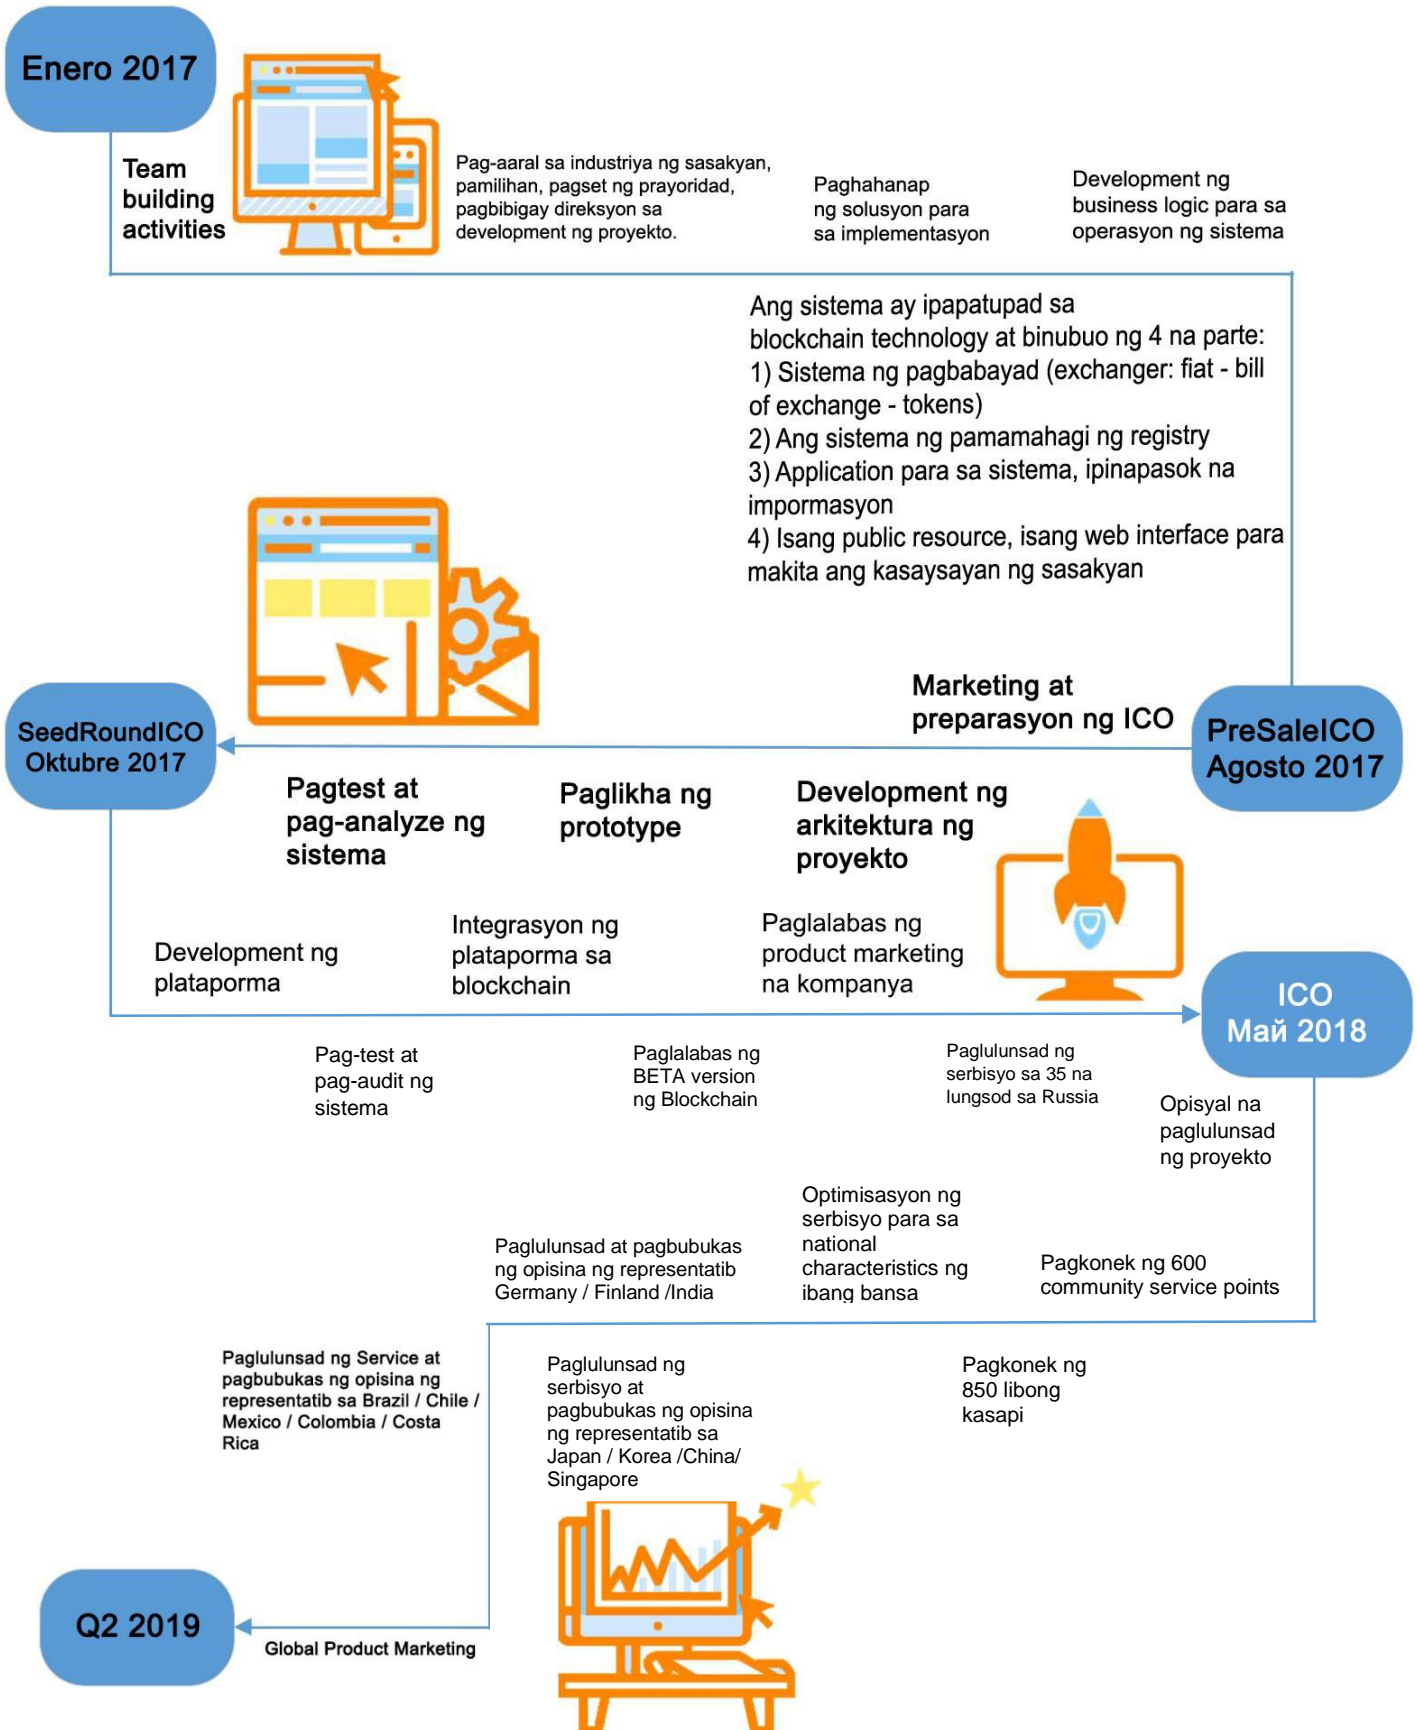 Enero 2017
Team
building
activities
Pag-aaral sa industriya ng sasakyan,
pamilihan, pagset ng prayoridad,
pagbibigay direksyon sa
development ng proyekto.
Paghahanap
ng solusyon para
sa implementasyon
Development ng
business logic para sa
operasyon ng sistema
Ang sistema ay ipapatupad sa
blockchain technology at binubuo ng 4 na parte:
1) Sistema ng pagbabayad (exchanger: fiat - bill
of exchange - tokens)
2) Ang sistema ng pamamahagi ng registry
3) Application para sa sistema, ipinapasok na
impormasyon
4) Isang public resource, isang web interface para
makita ang kasaysayan ng sasakyan
Marketing at
preparasyon ng ICO
PreSaleICO
Agosto 2017
SeedRoundICO
Oktubre 2017
Pagtest at
pag-analyze ng
sistema
Paglikha ng
prototype
Development ng
arkitektura ng
proyekto
Development ng
plataporma
Integrasyon ng
plataporma sa
blockchain
Paglalabas ng
product marketing
na kompanya
ICO
Май 2018
Pag-test at
pag-audit ng
sistema
Paglalabas ng
BETA version
ng Blockchain
Paglulunsad ng
serbisyo sa 35 na
lungsod sa Russia
Opisyal na
paglulunsad
ng proyekto
Paglulunsad at pagbubukas
ng opisina ng representatib
Germany / Finland /India
Optimisasyon ng
serbisyo para sa
national
characteristics ng
ibang bansa
Pagkonek ng 600
community service points
Paglulunsad ng Service at
pagbubukas ng opisina ng
representatib sa Brazil / Chile /
Mexico / Colombia / Costa
Rica
Paglulunsad ng
serbisyo at
pagbubukas ng opisina
ng representatib sa
Japan / Korea /China/
Singapore
Pagkonek ng
850 libong
kasapi
Q2 2019
Global Product Marketing